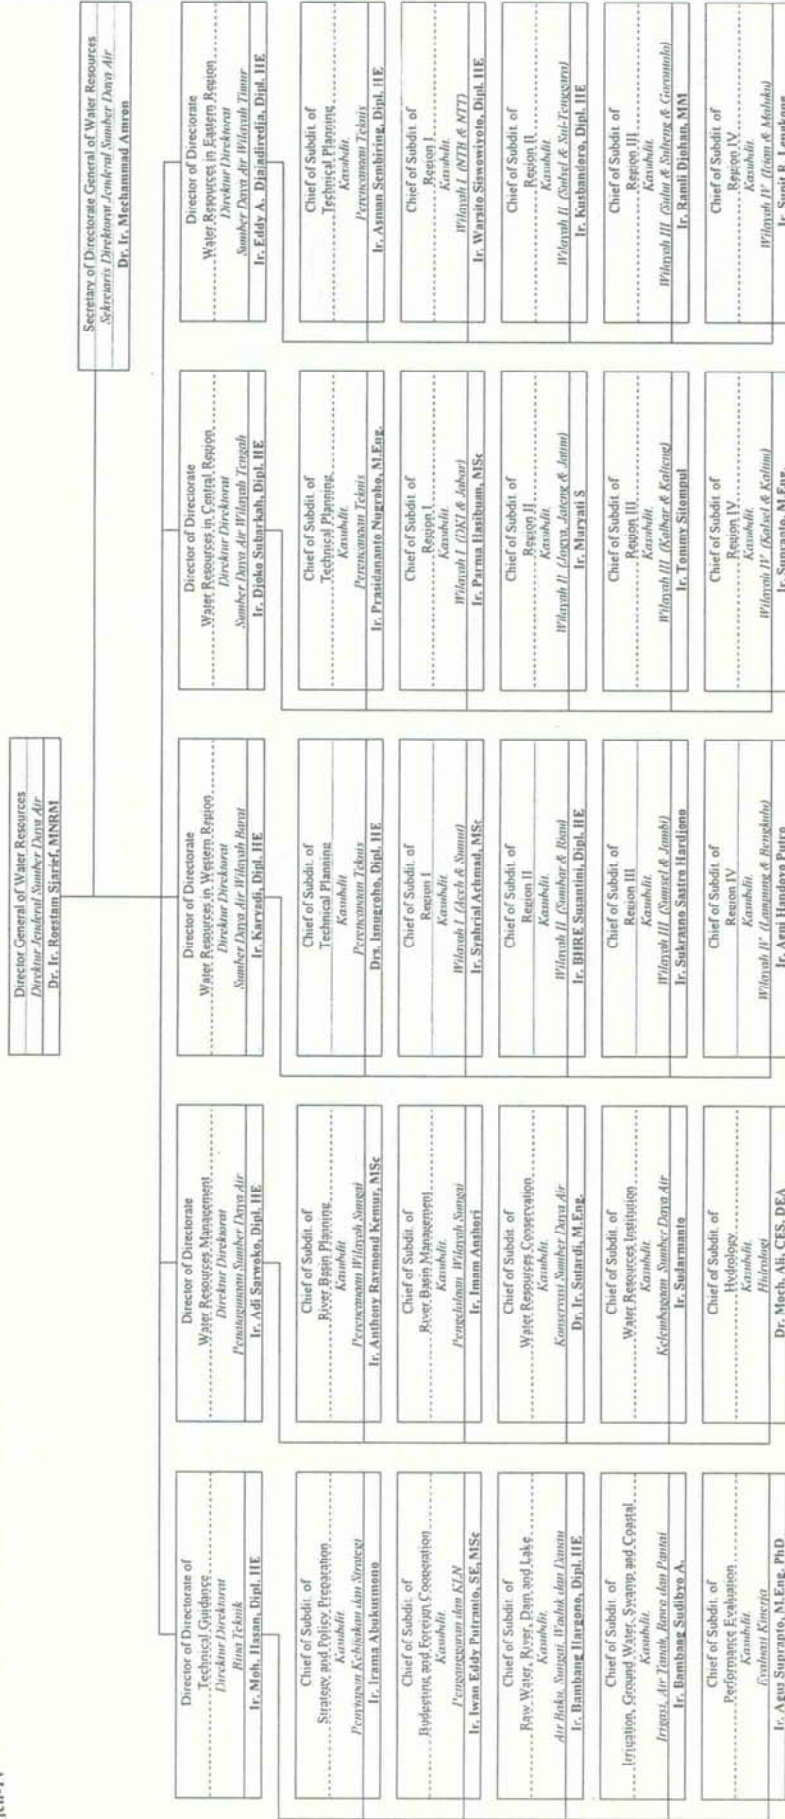 Director General of Water Resources
Direktur Jenderal Sumber Daya Air
Dr. Ir. Roestam Sjarief, MNRM
Secretary of Directorate General of Water Resources
Sekretaris Direktorat Jenderal Sumber Daya Air
Dr. Ir. Mochammad Amron
Director of Directorate of
Technical Guidance
Direktur Direktorat
Bina Teknik
Ir. Moh. Hasan, Dipl. HE
Chief of Subdit. of
Strategy and Policy Preparation
Kasubdit.
Penyiapan Kebijakan dan Strategi
Ir. Irama Abukusmono
Chief of Subdit. of
Budgeting and Foreign Cooperation
Kasubdit.
Penganggaran dan KLN
Ir. Iwan Eddy Putranto, SE, MSc
Chief of Subdit. of
Raw Water, River, Dam and Lake
Kasubdit.
Air Baku, Sungai, Waduk dan Danau
Ir. Bambang Hargono, Dipl. HE
Chief of Subdit. of
Irrigation, Ground Water, Swamp and Coastal
Kasubdit.
Irigasi, Air Tanah, Rawa dan Pantai
Ir. Bambang Sudibyo A.
Chief of Subdit. of
Performance Evaluation
Kasubdit.
Evaluasi Kinerja
Ir. Agus Suprapto, M.Eng, PhD
Director of Directorate
Water Resources Management
Direktur Direktorat
Penatagunaan Sumber Daya Air
Ir. Adi Sarwoko, Dipl. HE
Chief of Subdit. of
River Basin Planning
Kasubdit.
Perencanaan Wilayah Sungai
Ir. Anthony Raymond Kemur, MSc
Chief of Subdit. of
River Basin Management
Kasubdit.
Pengelolaan Wilayah Sungai
Ir. Imam Anshori
Chief of Subdit. of
Water Resources Conservation
Kasubdit.
Konservasi Sumber Daya Air
Dr. Ir. Sutardi, M.Eng.
Chief of Subdit. of
Water Resources Institution
Kasubdit.
Kelembagaan Sumber Daya Air
Ir. Sudarmanto
Chief of Subdit. of
Hydrology
Kasubdit.
Hidrologi
Dr. Moch. Ali, CES, DEA
Director of Directorate
Water Resources in Western Region
Direktur Direktorat
Sumber Daya Air Wilayah Barat
Ir. Karyadi, Dipl. HE
Chief of Subdit. of
Technical Planning
Kasubdit.
Perencanaan Teknis
Drs. Isnugroho, Dipl. HE
Chief of Subdit. of
Region I
Kasubdit.
Wilayah I (Aceh & Sumut)
Ir. Syahrial Achmad, MSc
Chief of Subdit. of
Region II
Kasubdit.
Wilayah II (Sumbar & Riau)
Ir. BHRE Susantini, Dipl. HE
Chief of Subdit. of
Region III
Kasubdit.
Wilayah III (Sumsel & Jambi)
Ir. Sukrasno Sastro Hardjono
Chief of Subdit. of
Region IV
Kasubdit.
Wilayah IV (Lampung & Bengkulu)
Ir. Agni Handoyo Putro
Director of Directorate
Water Resources in Central Region
Direktur Direktorat
Sumber Daya Air Wilayah Tengah
Ir. Djoko Subarkah, Dipl. HE
Chief of Subdit. of
Technical Planning
Kasubdit.
Perencanaan Teknis
Ir. Prasidananto Nugroho, M.Eng.
Chief of Subdit. of
Region I
Kasubdit.
Wilayah I (DKI & Jabar)
Ir. Parma Hasibuan, MSc
Chief of Subdit. of
Region II
Kasubdit.
Wilayah II (Jogya, Jateng & Jatim)
Ir. Muryati S
Chief of Subdit. of
Region III
Kasubdit.
Wilayah III (Kalbar & Kalteng)
Ir. Tommy Sitompul
Chief of Subdit. of
Region IV
Kasubdit.
Wilayah IV (Kalsel & Kaltim)
Ir. Suprapto, M.Eng.
Director of Directorate
Water Resources in Eastern Region
Direktur Direktorat
Sumber Daya Air Wilayah Timur
Ir. Eddy A. Djajadiredja, Dipl. HE
Chief of Subdit. of
Technical Planning
Kasubdit.
Perencanaan Teknis
Ir. Asnan Sembiring, Dipl. HE
Chief of Subdit. of
Region I
Kasubdit.
Wilayah I (NTB & NTT)
Ir. Warsito Siswowiyoto, Dipl. HE
Chief of Subdit. of
Region II
Kasubdit.
Wilayah II (Sulsel & Sul-Tenggara)
Ir. Kusbandoro, Dipl. HE
Chief of Subdit. of
Region III
Kasubdit.
Wilayah III (Sulut & Sulteng & Gorontalo)
Ir. Ramli Djohan, MM
Chief of Subdit. of
Region IV
Kasubdit.
Wilayah IV (Irian & Maluku)